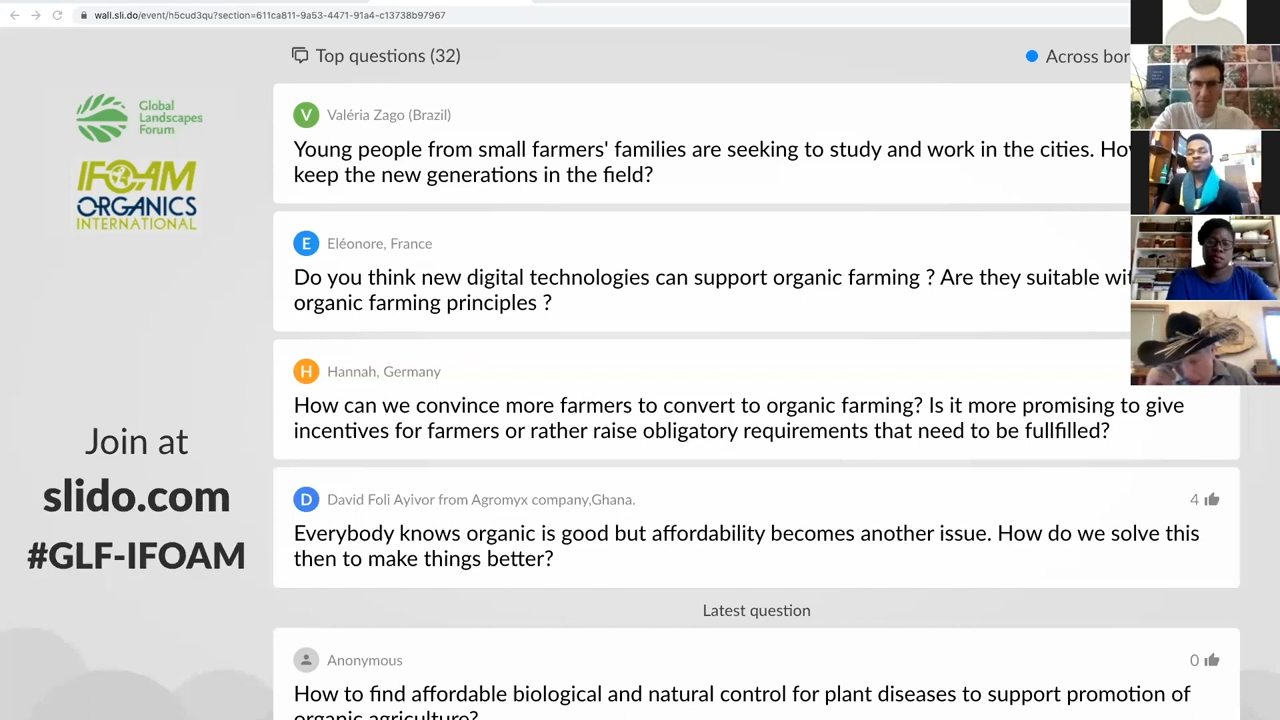 wall.sli.do/event/h5cud3qu?section=611ca811-9a53-4471-91a4-c13738b97967
Top questions (32)
Across bor
Global
Landscapes
Forum
IFOAM
ORGANICS
INTERNATIONAL
V Valéria Zago (Brazil)
Young people from small farmers' families are seeking to study and work in the cities. How
keep the new generations in the field?
E Eléonore, France
Do you think new digital technologies can support organic farming ? Are they suitable wit
organic farming principles ?
H Hannah, Germany
How can we convince more farmers to convert to organic farming? Is it more promising to give
incentives for farmers or rather raise obligatory requirements that need to be fullfilled?
Join at
slido.com
#GLF-IFOAM
D David Foli Ayivor from Agromyx company,Ghana.
4
Everybody knows organic is good but affordability becomes another issue. How do we solve this
then to make things better?
Latest question
Anonymous
0
How to find affordable biological and natural control for plant diseases to support promotion of
organic agriculture?